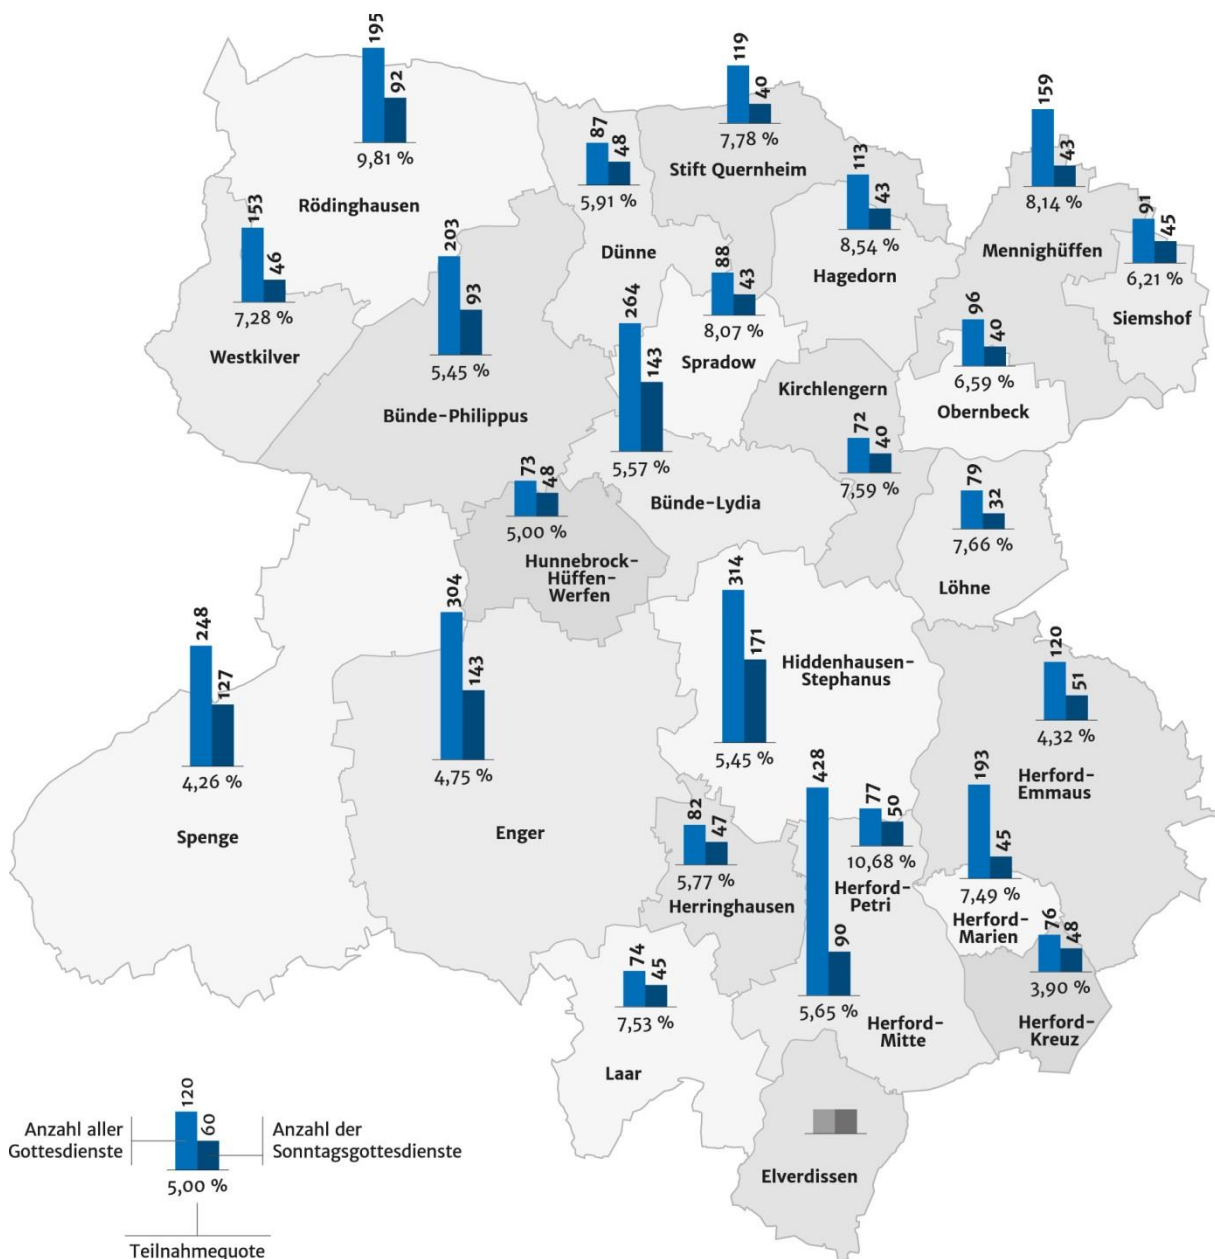 195
92
9,81 %
Rödinghausen
87
48
5,91 %
Dünne
119
40
7,78 %
Stift Quernheim
113
43
8,54 %
Hagedorn
159
43
8,14 %
Mennighüffen
91
45
6,21 %
Siemshof
153
46
7,28 %
Westkilver
203
93
5,45 %
Bünde-Philippus
264
143
5,57 %
Bünde-Lydia
88
43
8,07 %
Spradow
Kirchlengern
72
40
7,59 %
96
40
6,59 %
Obernbeck
79
32
7,66 %
Löhne
73
48
5,00 %
Hunnebrock-
Hüffen-
Werfen
248
127
4,26 %
Spenge
304
143
4,75 %
Enger
314
171
5,45 %
Hiddenhausen-
Stephanus
120
51
4,32 %
Herford-
Emmaus
82
47
5,77 %
Herringhausen
428
90
5,65 %
Herford-
Mitte
77
50
10,68 %
Herford-
Petri
193
45
7,49 %
Herford-
Marien
76
48
3,90 %
Herford-
Kreuz
74
45
7,53 %
Laar
Elverdissen
Anzahl aller
Gottesdienste
120
60
5,00 %
Anzahl der
Sonntagsgottesdienste
Teilnahmequote